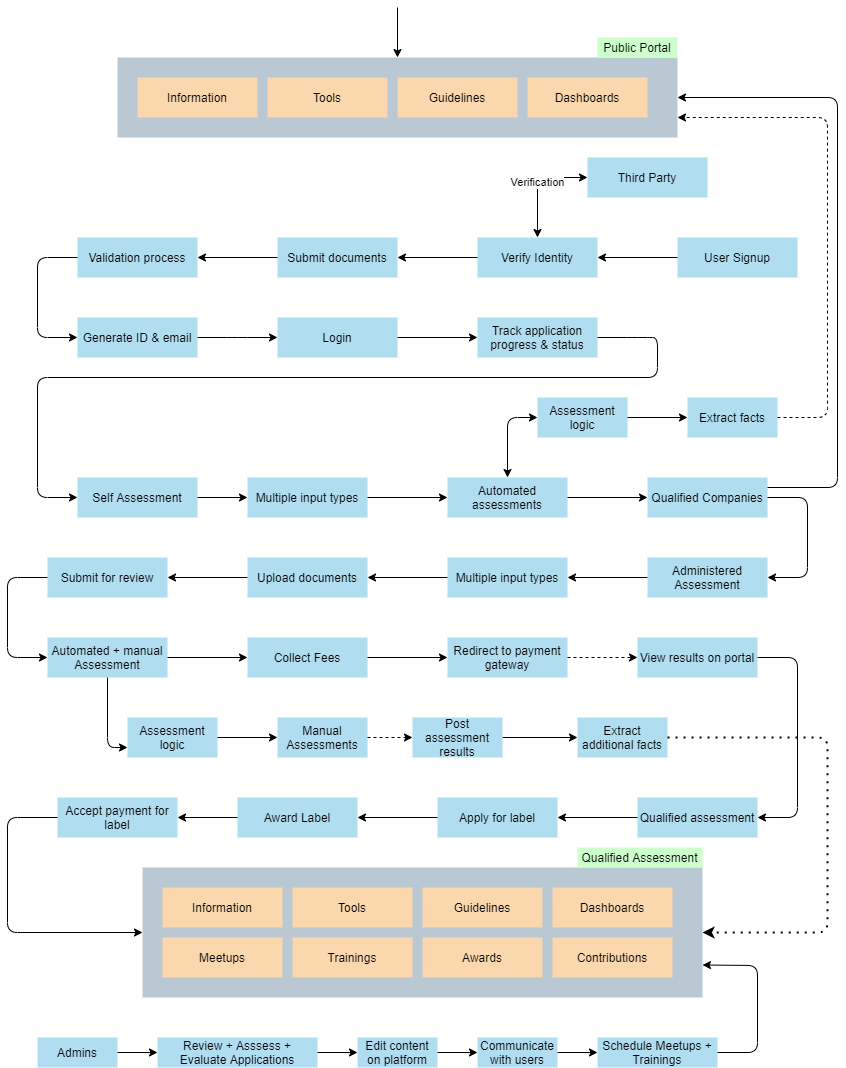 Public Portal
Information
Tools
Guidelines
Dashboards
Verification
Third Party
Validation process
Submit documents
Verify Identity
User Signup
Generate ID & email
Login
Track application
progress & status
Assessment
logic
Extract facts
Self Assessment
Multiple input types
Automated
assessments
Qualified Companies
Submit for review
Upload documents
Multiple input types
Administered
Assessment
Automated + manual
Assessment
Collect Fees
Redirect to payment
gateway
View results on portal
Assessment
logic
Manual
Assessments
Post
assessment
results
Extract
additional facts
Accept payment for
label
Award Label
Apply for label
Qualified assessment
Qualified Assessment
Information
Tools
Guidelines
Dashboards
Meetups
Trainings
Awards
Contributions
Admins
Review + Asssess +
Evaluate Applications
Edit content
on platform
Communicate
with users
Schedule Meetups +
Trainings